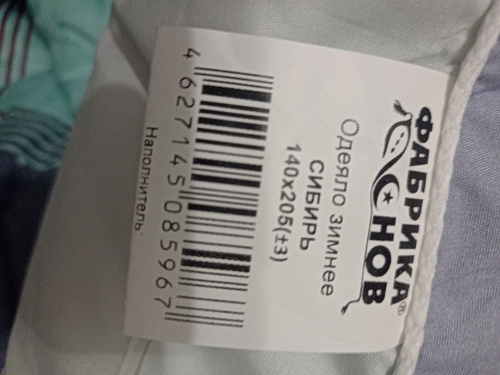 ФАБРИКА®
СНОВ
Одеяло зимнее
СИБИРЬ
140х205(±3)
4 627145 085967
Наполнитель: